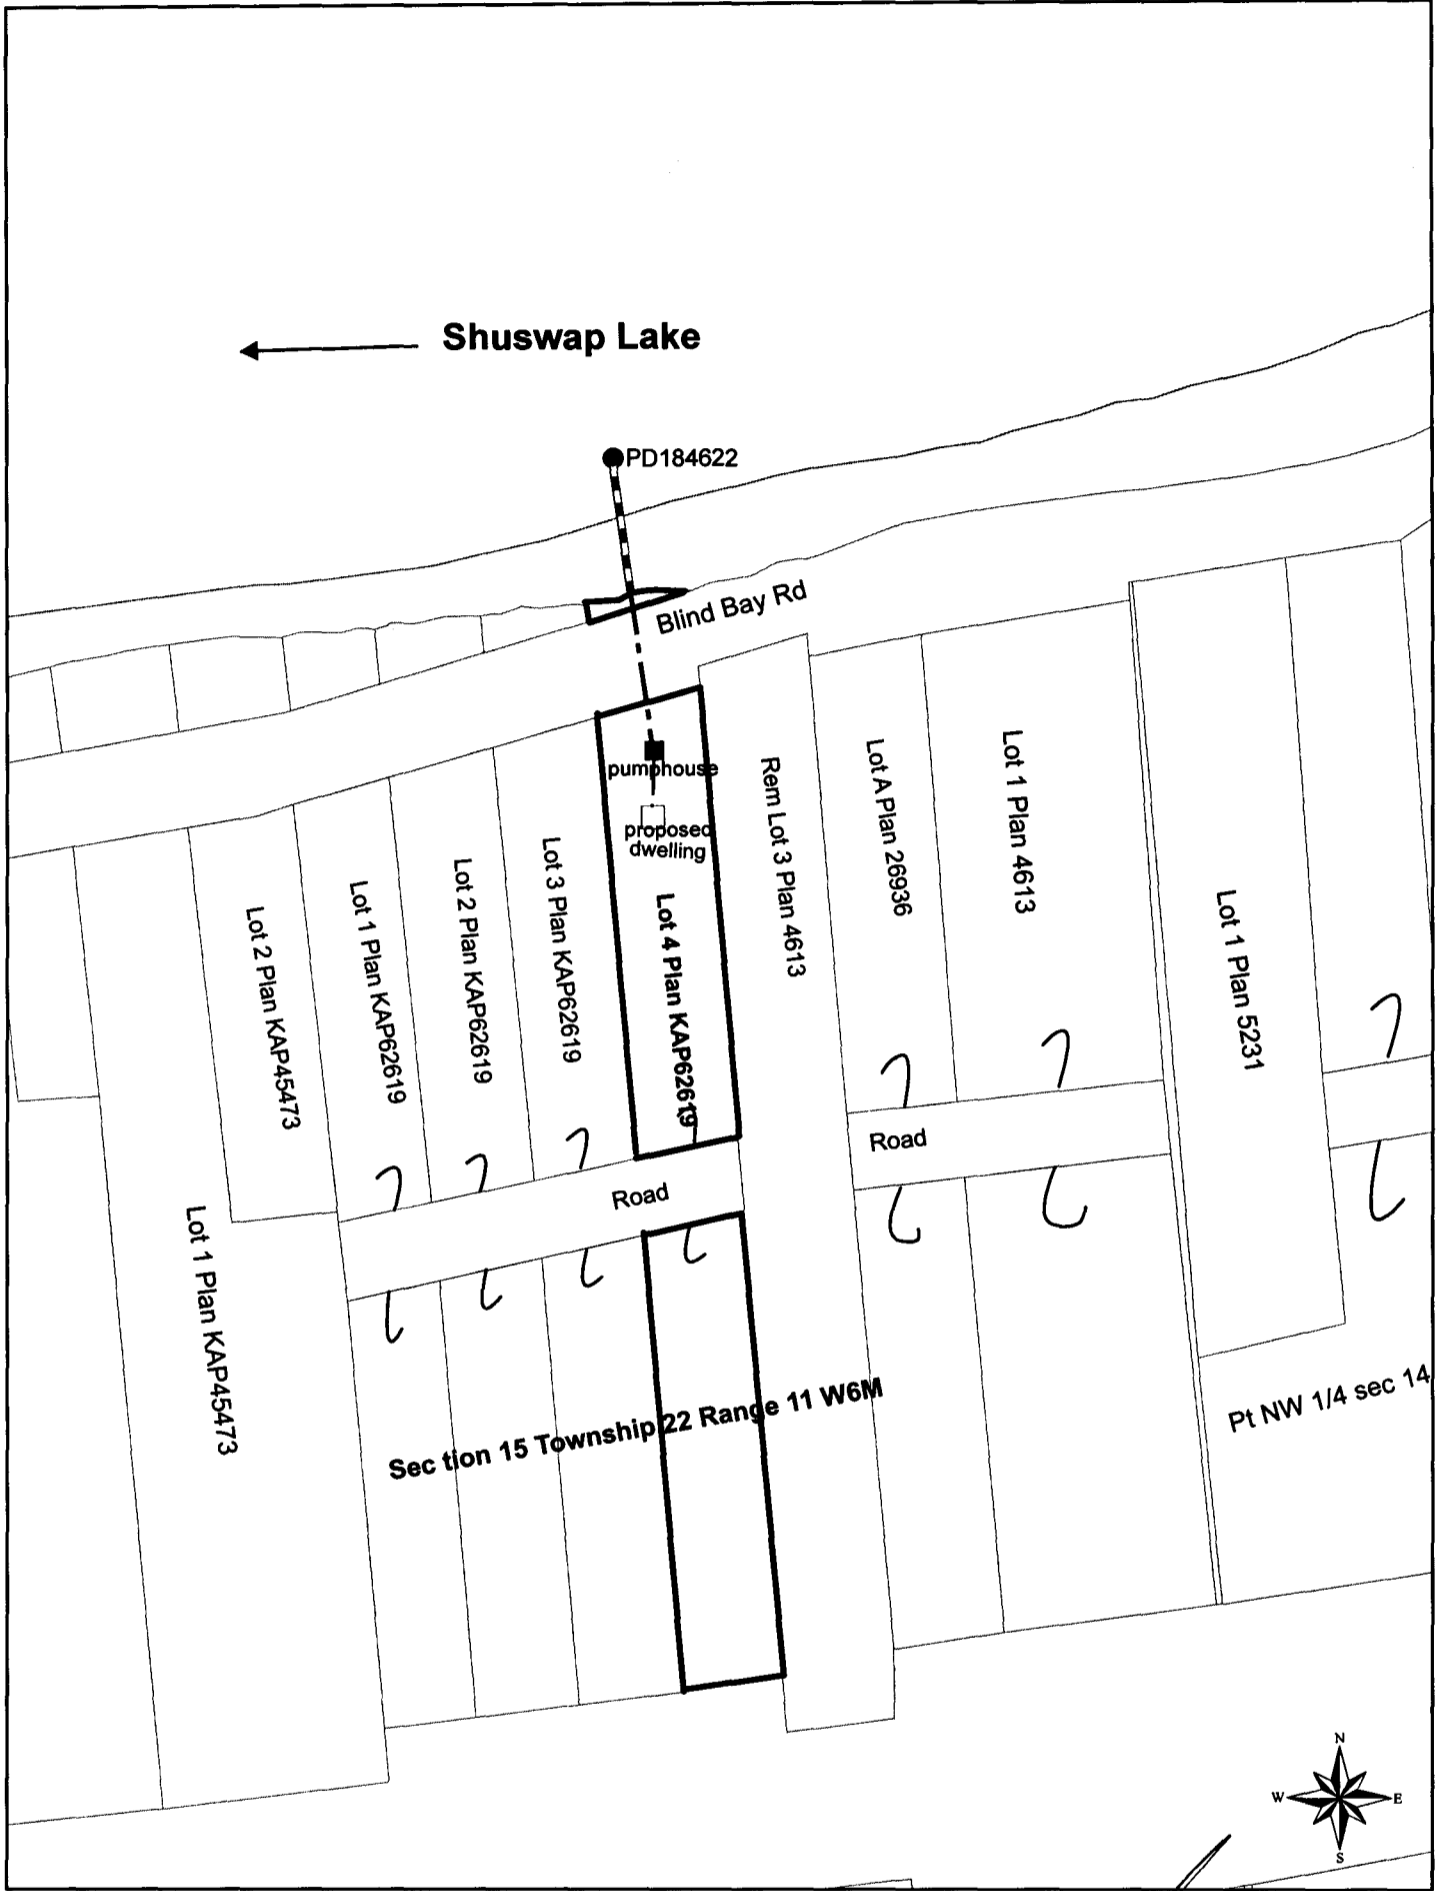 Shuswap Lake
PD184622
Blind Bay Rd
pumphouse
proposed
dwelling
Lot 1 Plan KAP45473
Lot 2 Plan KAP45473
Lot 1 Plan KAP62619
Lot 2 Plan KAP62619
Lot 3 Plan KAP62619
Lot 4 Plan KAP62619
Rem Lot 3 Plan 4613
Lot A Plan 26936
Lot 1 Plan 4613
Lot 1 Plan 5231
Road
Road
Sec tion 15 Township 22 Range 11 W6M
Pt NW 1/4 sec 14
N
W E
S